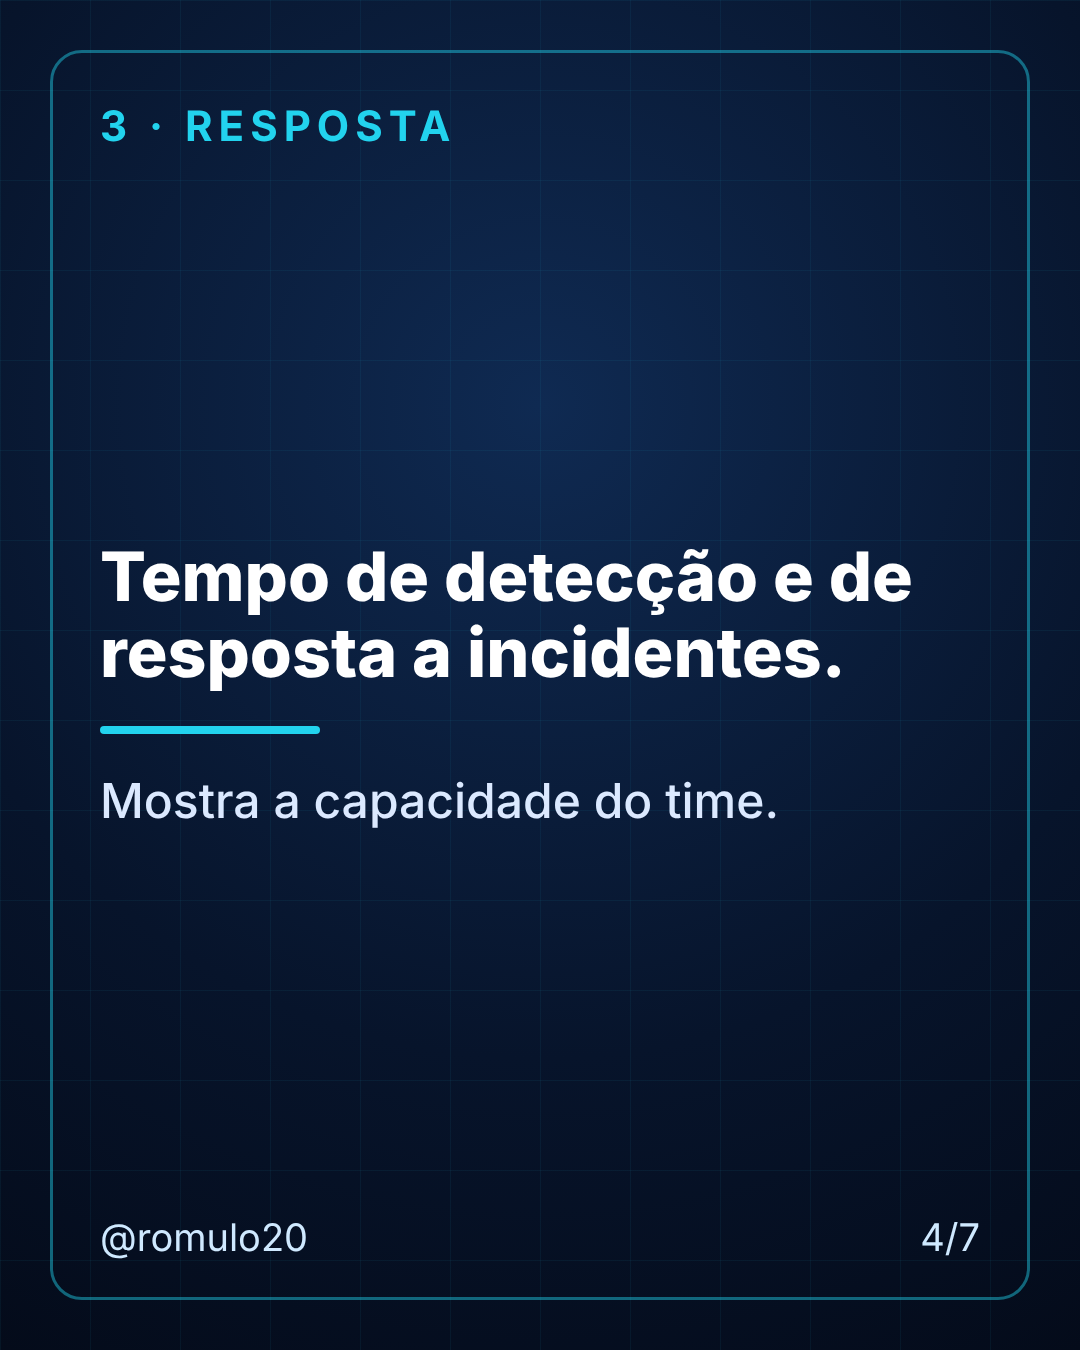 3 · RESPOSTA
Tempo de detecção e de
resposta a incidentes.
Mostra a capacidade do time.
@romulo20
4/7